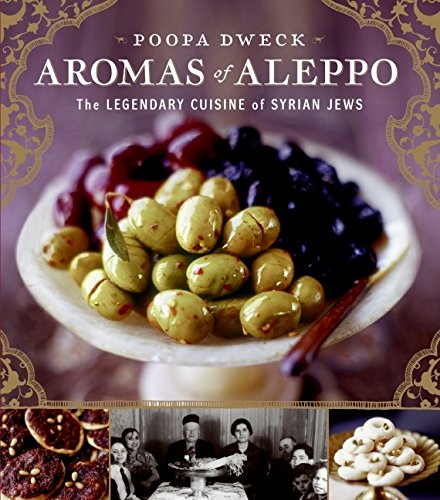 POOPA DWECK
AROMAS of ALEPPO
The LEGENDARY CUISINE of SYRIAN JEWS